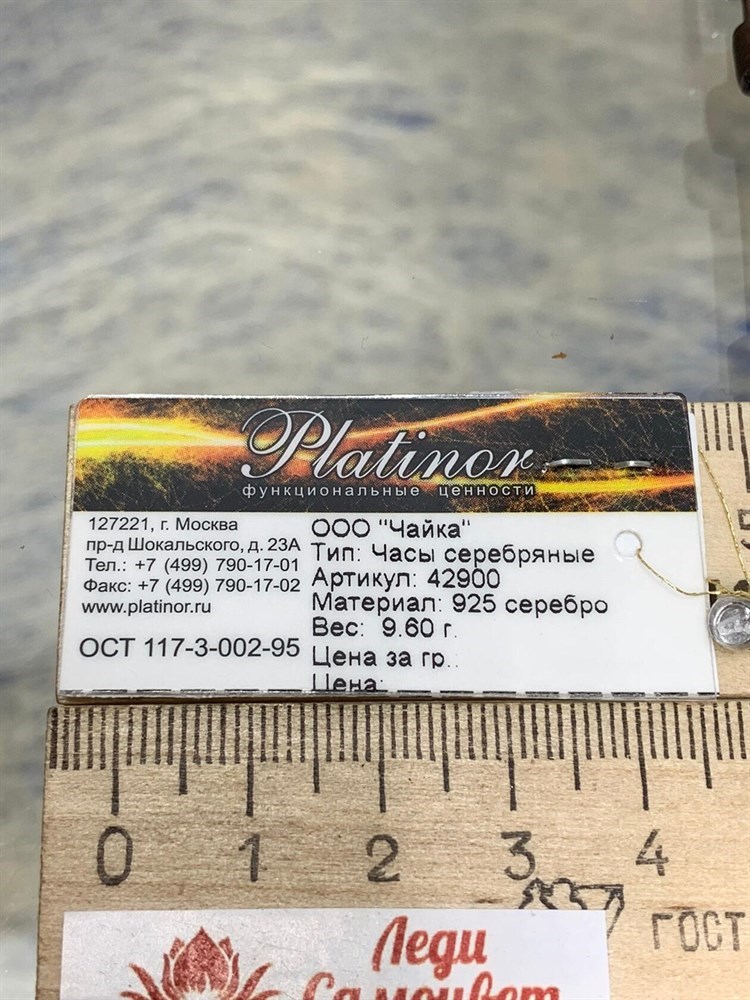 Platinor
функциональные ценности
127221, г. Москва
пр-д Шокальского, д. 23А
Тел.: +7 (499) 790-17-01
Факс: +7 (499) 790-17-02
www.platinor.ru
ОСТ 117-3-002-95
ООО "Чайка"
Тип: Часы серебряные
Артикул: 42900
Материал: 925 серебро
Вес: 9.60 г.
Цена за гр.:
Цена:
0 1 2 3 4
ГОСТ
Леди
Самоцвет